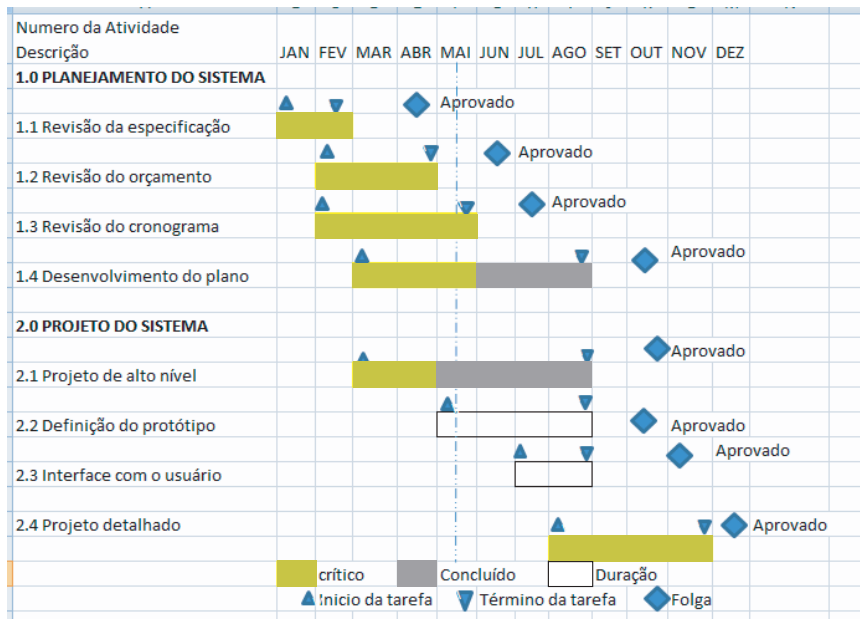 Numero da Atividade
Descrição JAN FEV MAR ABR MAI JUN JUL AGO SET OUT NOV DEZ
1.0 PLANEJAMENTO DO SISTEMA
Aprovado
1.1 Revisão da especificação
Aprovado
1.2 Revisão do orçamento
Aprovado
1.3 Revisão do cronograma
Aprovado
1.4 Desenvolvimento do plano
2.0 PROJETO DO SISTEMA
Aprovado
2.1 Projeto de alto nível
2.2 Definição do protótipo Aprovado
Aprovado
2.3 Interface com o usuário
2.4 Projeto detalhado Aprovado
crítico Concluído Duração
Inicio da tarefa Término da tarefa Folga